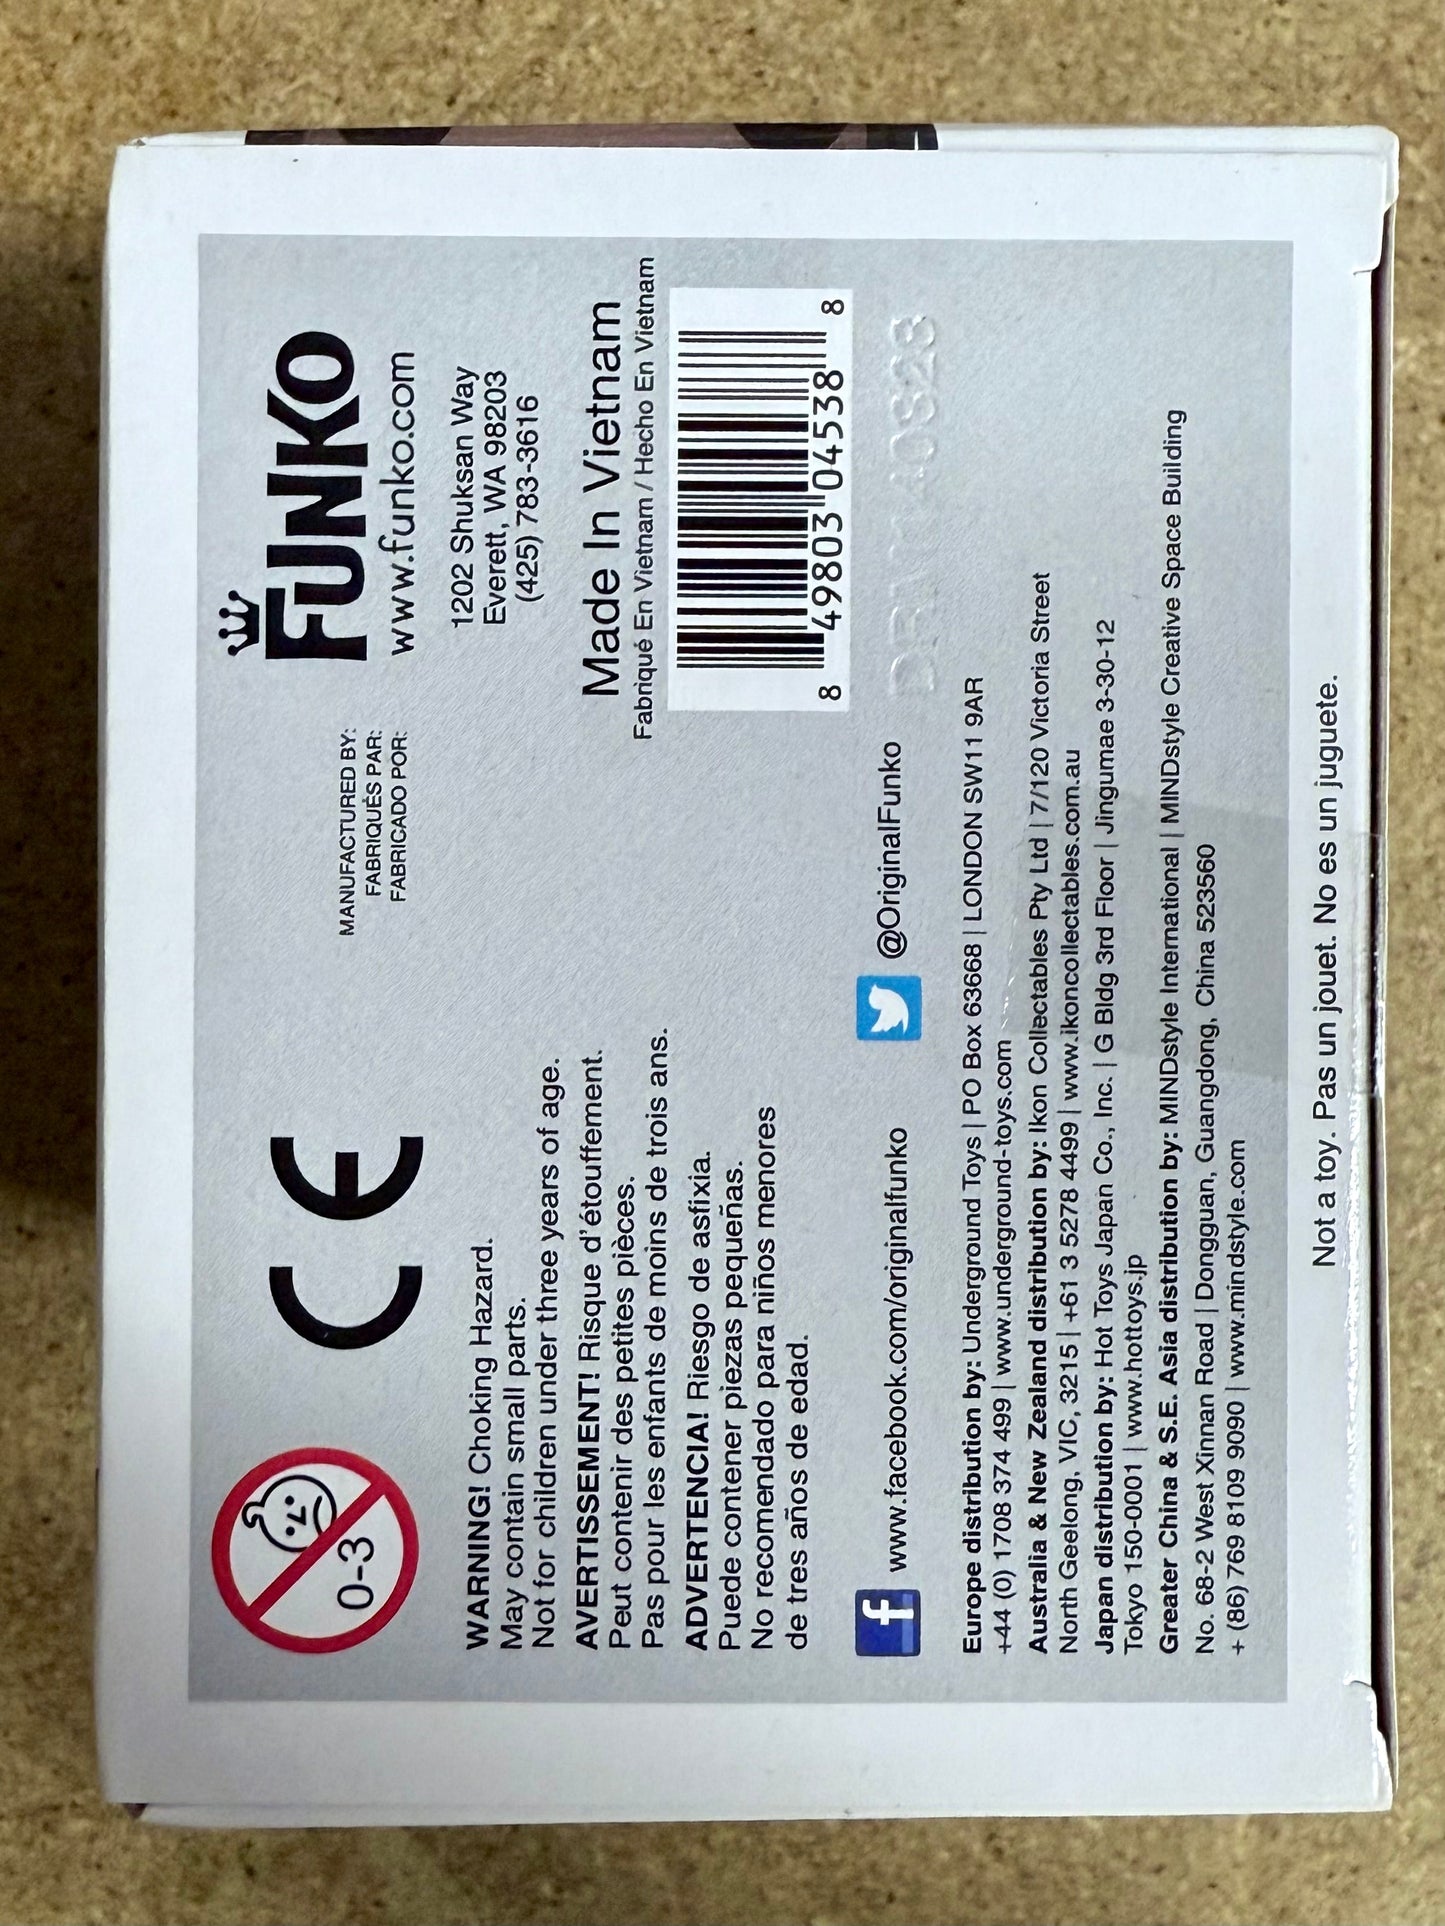 0-3
CE
MANUFACTURED BY:
FABRIQUÉS PAR:
FABRICADO POR:
FUNKO
www.funko.com
1202 Shuksan Way
Everett, WA 98203
(425) 783-3616
WARNING! Choking Hazard.
May contain small parts.
Not for children under three years of age.
AVERTISSEMENT! Risque d'étouffement.
Peut contenir des petites pièces.
Pas pour les enfants de moins de trois ans.
ADVERTENCIA! Riesgo de asfixia.
Puede contener piezas pequeñas.
No recomendado para niños menores
de tres años de edad.
Made In Vietnam
Fabriqué En Vietnam / Hecho En Vietnam
8 49803 04538 8
f www.facebook.com/originalfunko
@OriginalFunko
Europe distribution by: Underground Toys | PO Box 63668 | LONDON SW11 9AR
+44 (0) 1708 374 499 | www.underground-toys.com
Australia & New Zealand distribution by: Ikon Collectables Pty Ltd | 7/120 Victoria Street
North Geelong, VIC, 3215 | +61 3 5278 4499 | www.ikoncollectables.com.au
Japan distribution by: Hot Toys Japan Co., Inc. | G Bldg 3rd Floor | Jingumae 3-30-12
Tokyo 150-0001 | www.hottoys.jp
Greater China & S.E. Asia distribution by: MINDstyle International | MINDstyle Creative Space Building
No. 68-2 West Xinnan Road | Dongguan, Guangdong, China 523560
+ (86) 769 8109 9090 | www.mindstyle.com
Not a toy. Pas un jouet. No es un juguete.